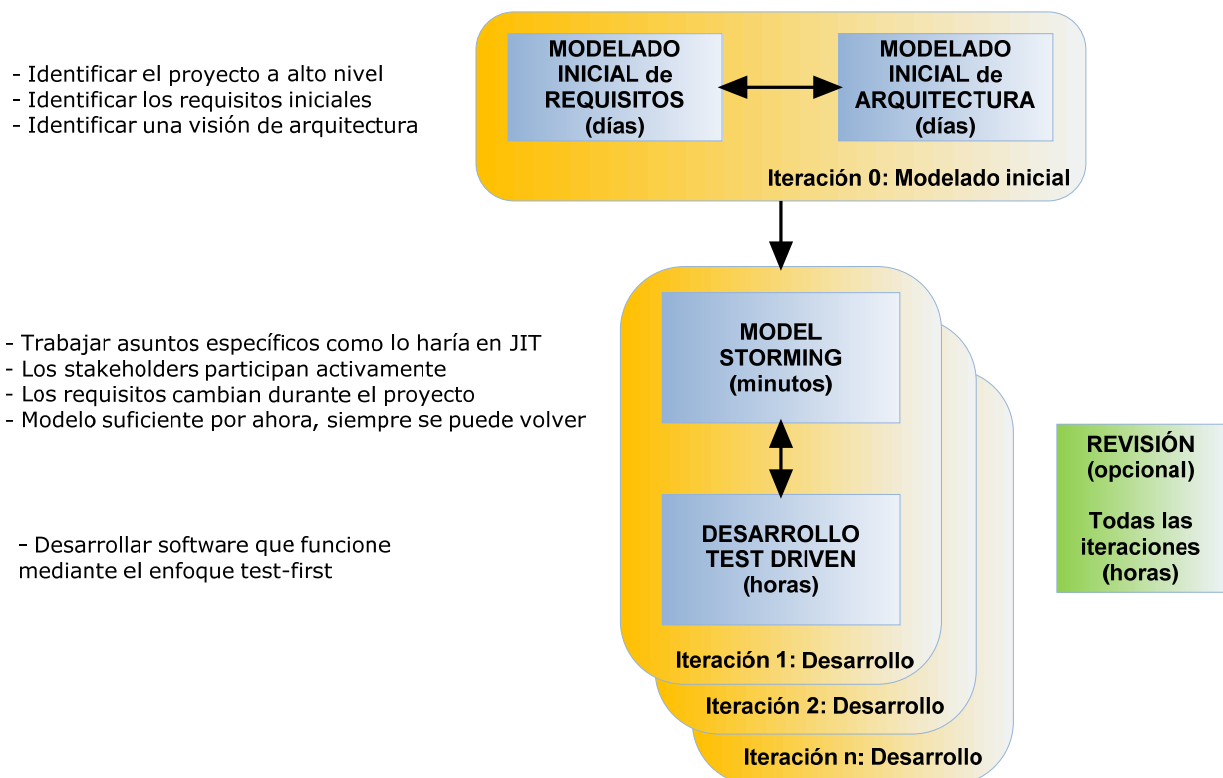 MODELADO
INICIAL de
REQUISITOS
(días)
MODELADO
INICIAL de
ARQUITECTURA
(días)
- Identificar el proyecto a alto nivel
- Identificar los requisitos iniciales
- Identificar una visión de arquitectura
Iteración 0: Modelado inicial
- Trabajar asuntos específicos como lo haría en JIT
- Los stakeholders participan activamente
- Los requisitos cambian durante el proyecto
- Modelo suficiente por ahora, siempre se puede volver
MODEL
STORMING
(minutos)
- Desarrollar software que funcione
mediante el enfoque test-first
DESARROLLO
TEST DRIVEN
(horas)
Iteración 1: Desarrollo
Iteración 2: Desarrollo
Iteración n: Desarrollo
REVISIÓN
(opcional)
Todas las
iteraciones
(horas)